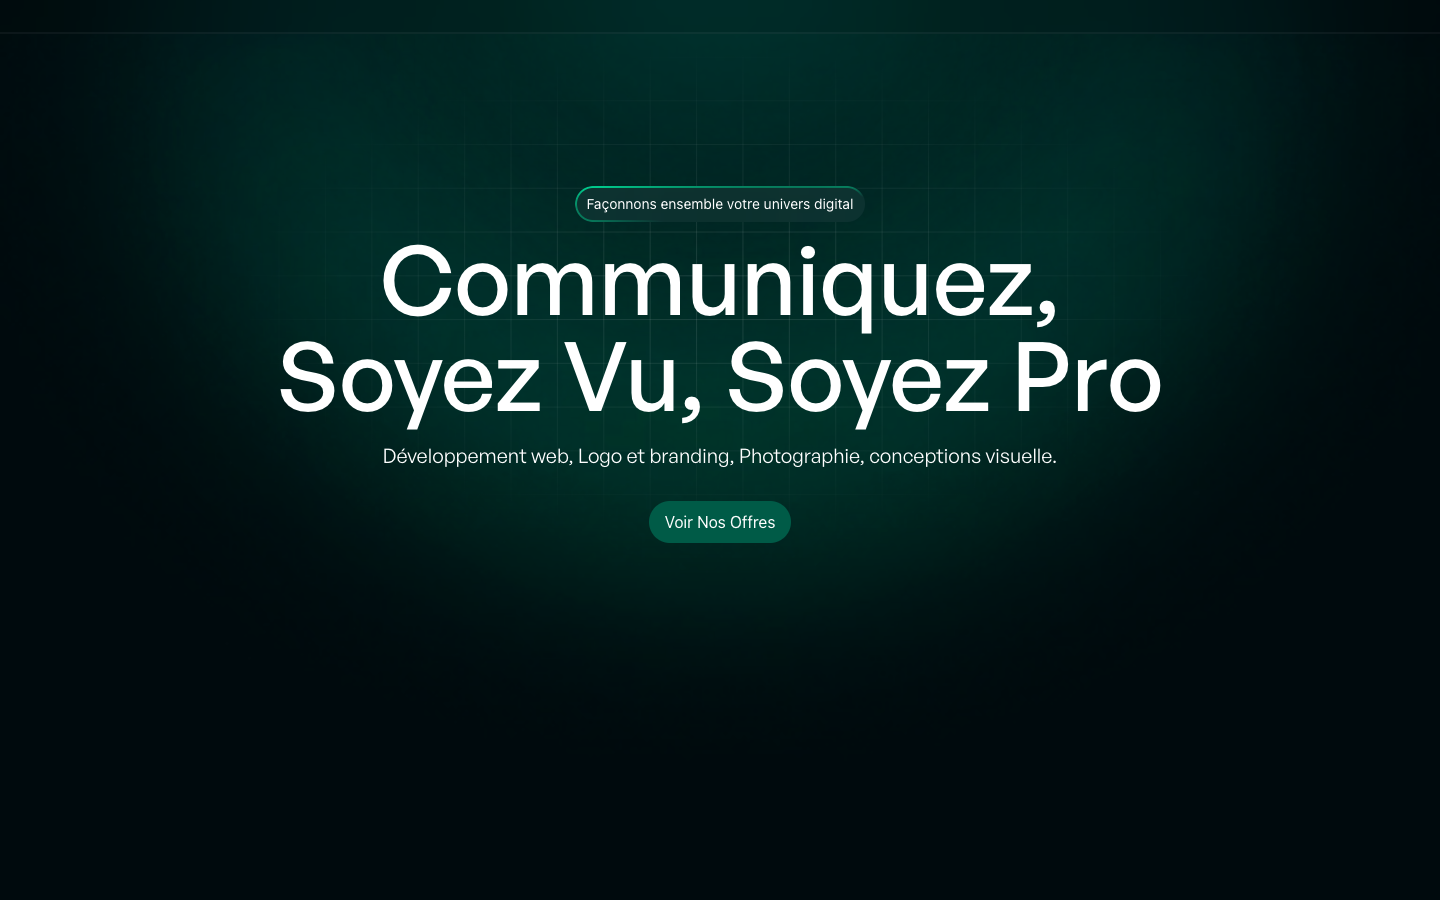 Façonnons ensemble votre univers digital
Communiquez,
Soyez Vu, Soyez Pro
Développement web, Logo et branding, Photographie, conceptions visuelle.
Voir Nos Offres